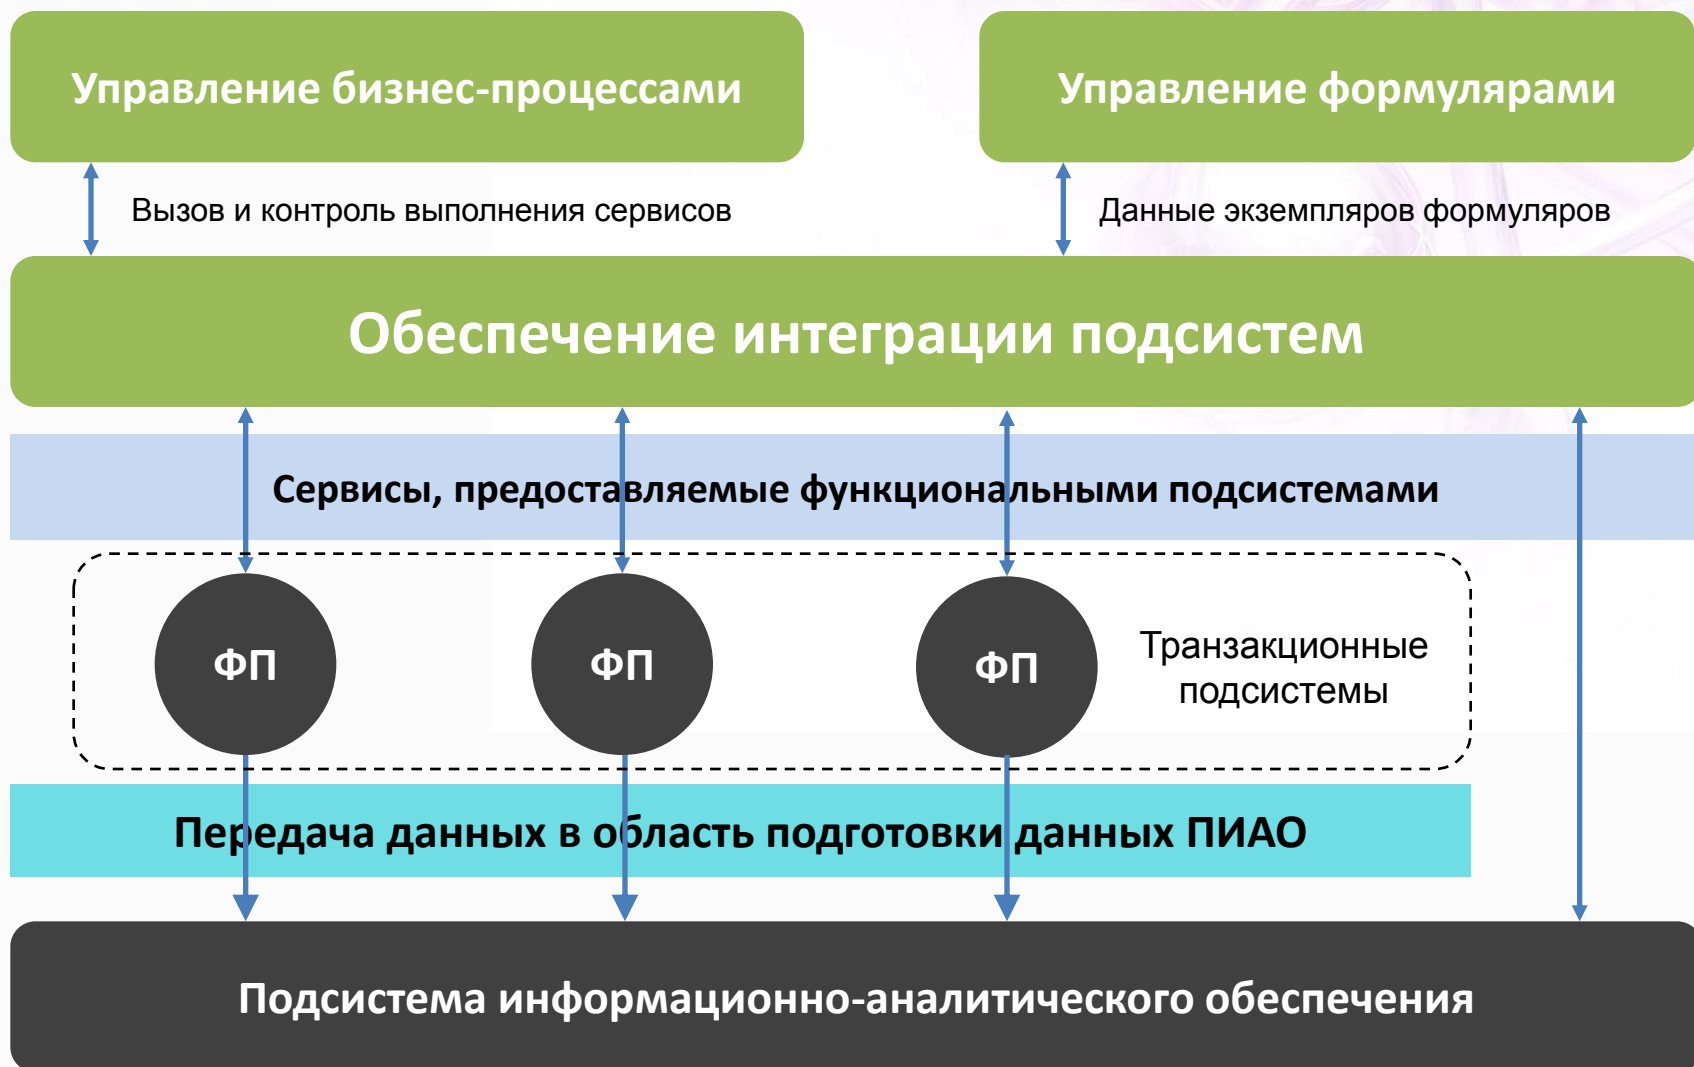 Управление бизнес-процессами
Управление формулярами
Вызов и контроль выполнения сервисов
Данные экземпляров формуляров
Обеспечение интеграции подсистем
Сервисы, предоставляемые функциональными подсистемами
ФП
ФП
ФП
Транзакционные
подсистемы
Передача данных в область подготовки данных ПИАО
Подсистема информационно-аналитического обеспечения